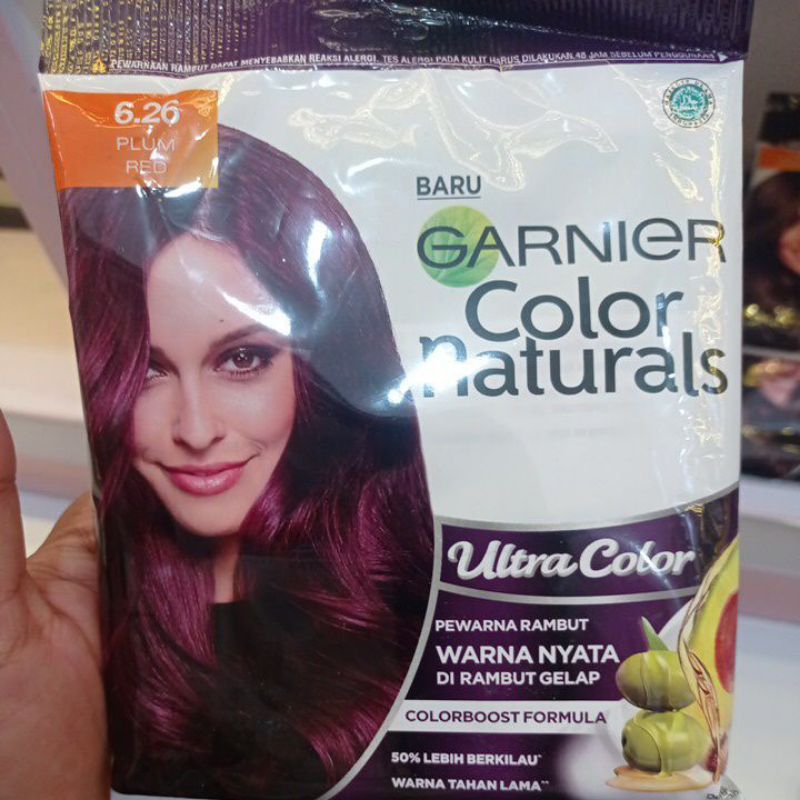 PEWARNAAN RAMBUT DAPAT MENYEBABKAN REAKSI ALERGI. TES ALERGI PADA KULIT HARUS DILAKUKAN 48 JAM SEBELUM PENGGUNAAN
6.26
PLUM
RED
BARU
GARNIER
Color
naturals
Ultra Color
PEWARNA RAMBUT
WARNA NYATA
DI RAMBUT GELAP
COLORBOOST FORMULA
50% LEBIH BERKILAU*
WARNA TAHAN LAMA**